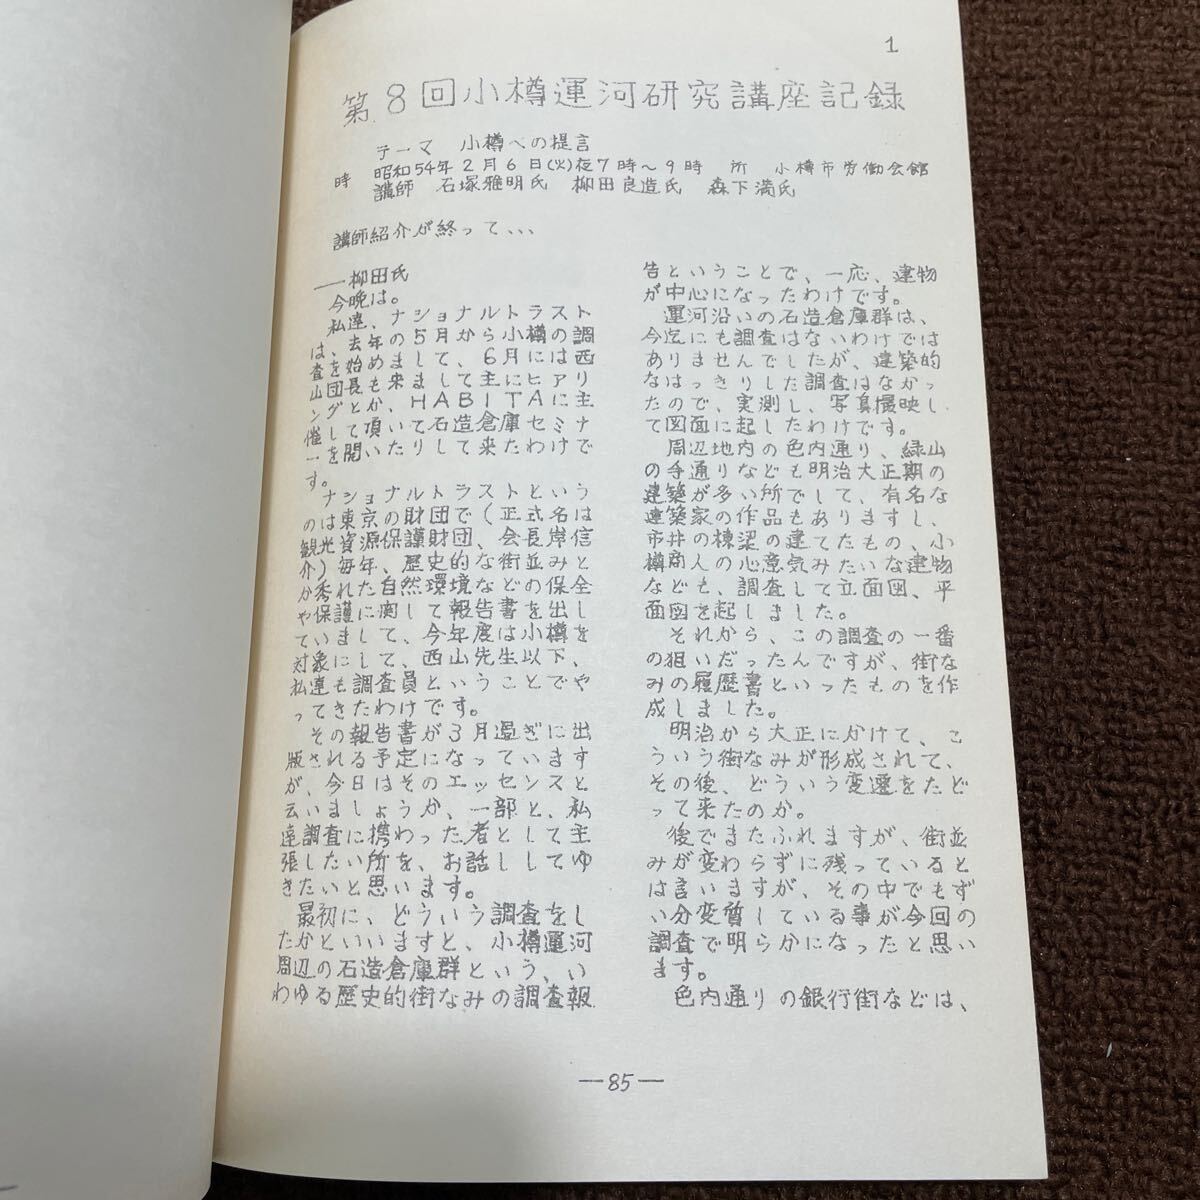 1
第8回小樽運河研究講座記録
テーマ 小樽への提言
時 昭和54年2月6日(火)夜7時～9時 所 小樽市労働会館
講師 石塚雅明氏 柳田良造氏 森下満氏
講師紹介が終って、、、
――柳田氏
今晩は。
私達、ナショナルトラスト
は、去年の5月から小樽の調
査を始めまして、6月には西
山団長も来まして主にヒアリ
ングとか、HABITAに主
催して頂いて石造倉庫セミナ
ーを開いたりして来たわけで
す。
ナショナルトラストという
のは東京の財団で(正式名は
観光資源保護財団、会長岸信
介)毎年、歴史的な街並みと
か秀れた自然環境などの保全
や保護に関して報告書を出し
ていまして、今年度は小樽を
対象にして、西山先生以下、
私達も調査員ということでや
ってきたわけです。
その報告書が3月過ぎに出
版される予定になっています
が、今日はそのエッセンスと
云いましょうか、一部と、私
達調査に携わった者として主
張したい所を、お話ししてゆ
きたいと思います。
最初に、どういう調査をし
たかといいますと、小樽運河
周辺の石造倉庫群という、い
わゆる歴史的街なみの調査報
告ということで、一応、建物
が中心になったわけです。
運河沿いの石造倉庫群は、
今迄にも調査はないわけでは
ありませんでしたが、建築的
なはっきりした調査はなかっ
たので、実測し、写真撮映し
て図面に起したわけです。
周辺地内の色内通り、緑山
の手通りなども明治大正期の
建築が多い所でして、有名な
建築家の作品もありますし、
市井の棟梁の建てたもの、小
樽商人の心意気みたいな建物
なども、調査して立面図、平
面図を起しました。
それから、この調査の一番
の狙いだったんですが、街な
みの履歴書といったものを作
成しました。
明治から大正にかけて、こ
ういう街なみが形成されて、
その後、どういう変遷をたど
って来たのか。
後でまたふれますが、街並
みが変わらずに残っていると
は言いますが、その中でもず
い分変貭している事が今回の
調査で明らかになったと思い
ます。
色内通りの銀行街などは、
—85—